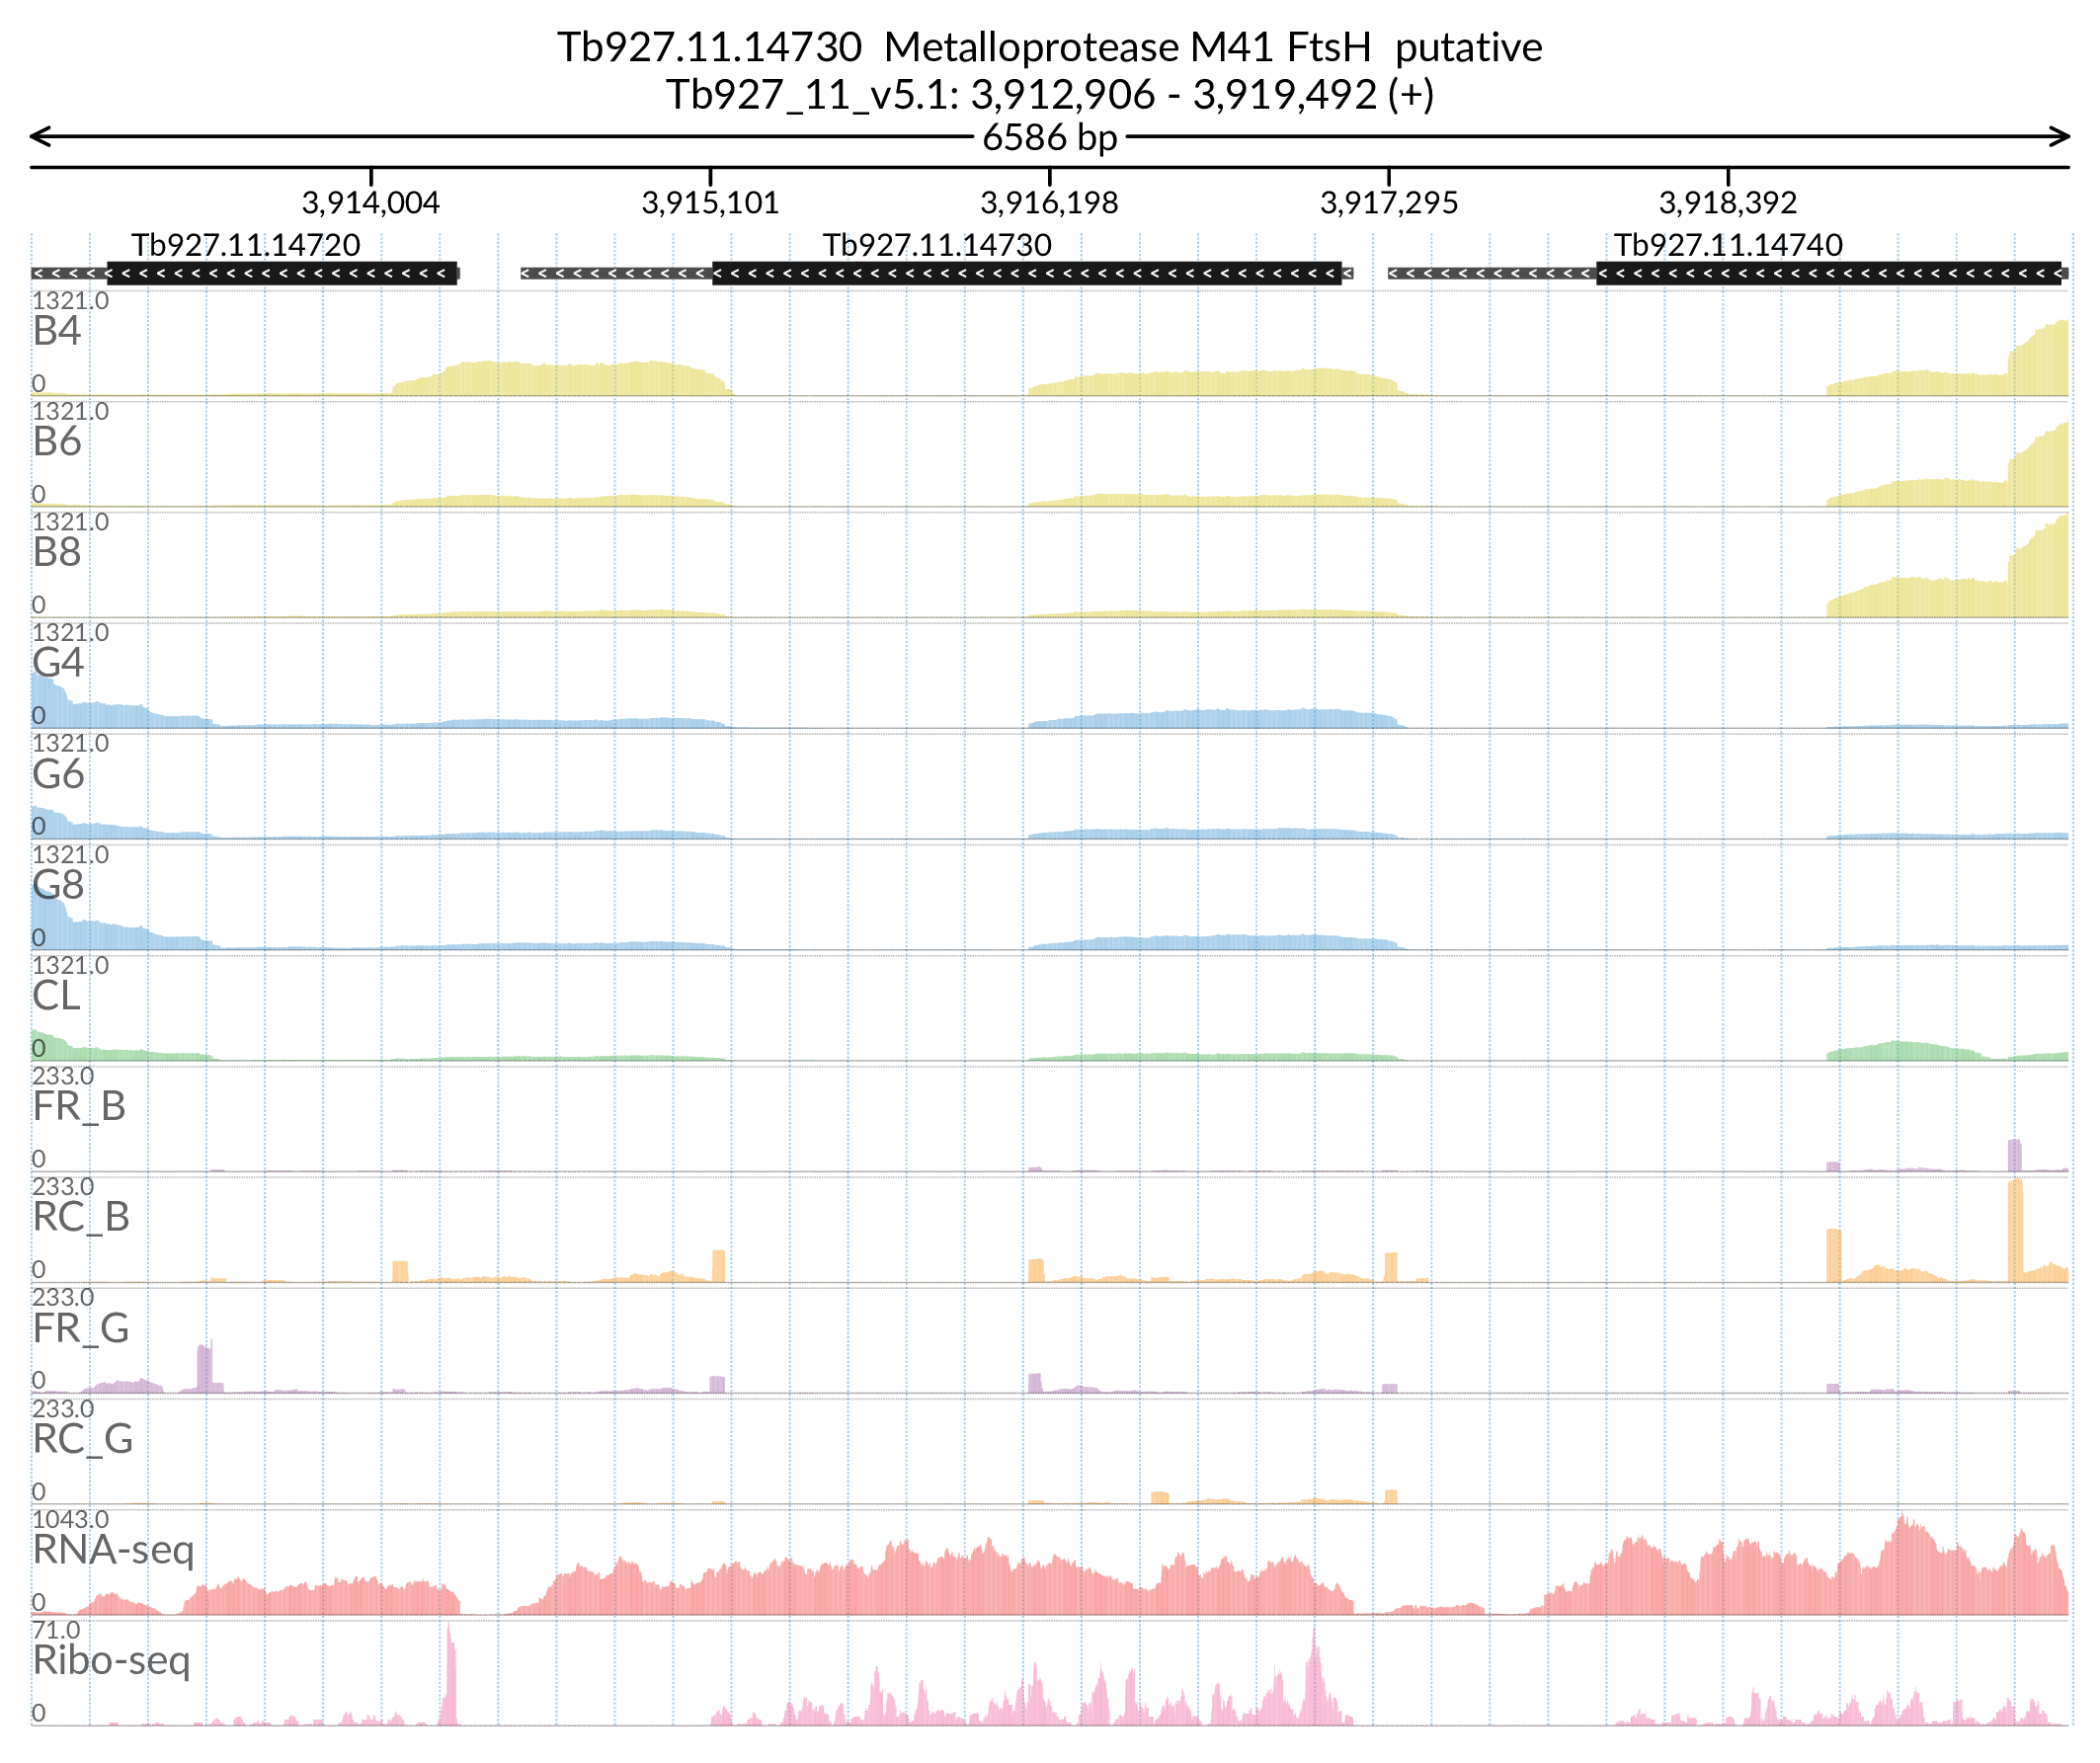 Tb927.11.14730  Metalloprotease M41 FtsH  putative
Tb927_11_v5.1: 3,912,906 - 3,919,492 (+)
6586 bp
3,914,004 3,915,101 3,916,198 3,917,295 3,918,392
Tb927.11.14720 Tb927.11.14730 Tb927.11.14740
1321.0
B4
0
1321.0
B6
0
1321.0
B8
0
1321.0
G4
0
1321.0
G6
0
1321.0
G8
0
1321.0
CL
0
233.0
FR_B
0
233.0
RC_B
0
233.0
FR_G
0
233.0
RC_G
0
1043.0
RNA-seq
0
71.0
Ribo-seq
0